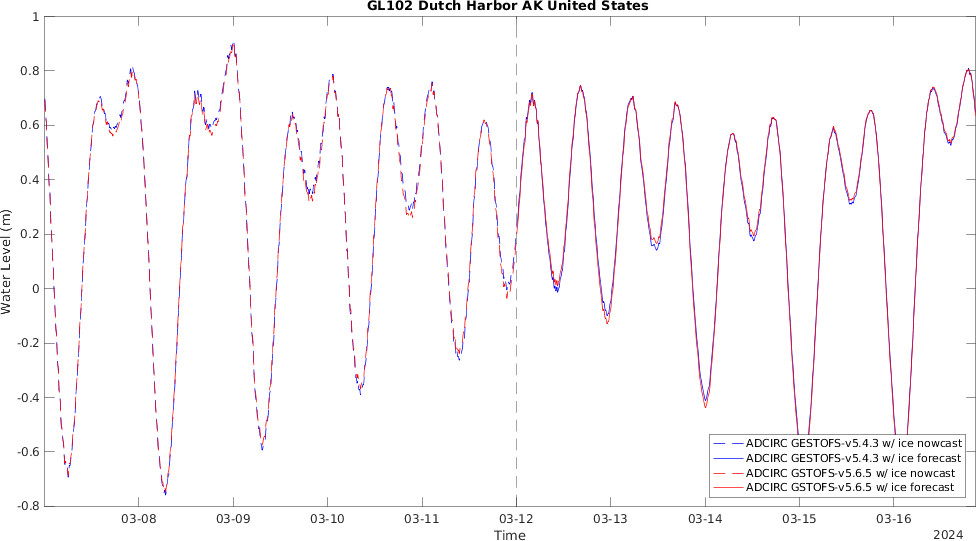 GL102 Dutch Harbor AK United States
1
0.8
0.6
0.4
0.2
0
-0.2
-0.4
-0.6
-0.8
Water Level (m)
ADCIRC GESTOFS-v5.4.3 w/ ice nowcast
ADCIRC GESTOFS-v5.4.3 w/ ice forecast
ADCIRC GSTOFS-v5.6.5 w/ ice nowcast
ADCIRC GSTOFS-v5.6.5 w/ ice forecast
03-08 03-09 03-10 03-11 03-12 03-13 03-14 03-15 03-16
Time
2024